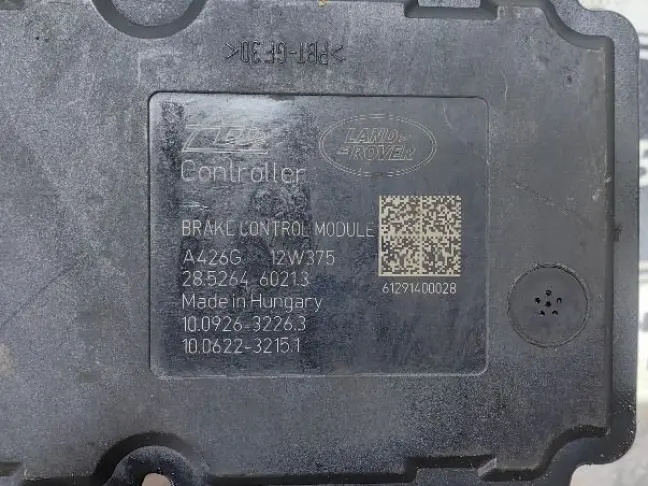 >PBT-GF30<
LAND
ROVER
Controller
BRAKE CONTROL MODULE
A426G 12W375
28.5264 6021.3
61291400028
Made in Hungary
10.0926-3226.3
10.0622-3215.1